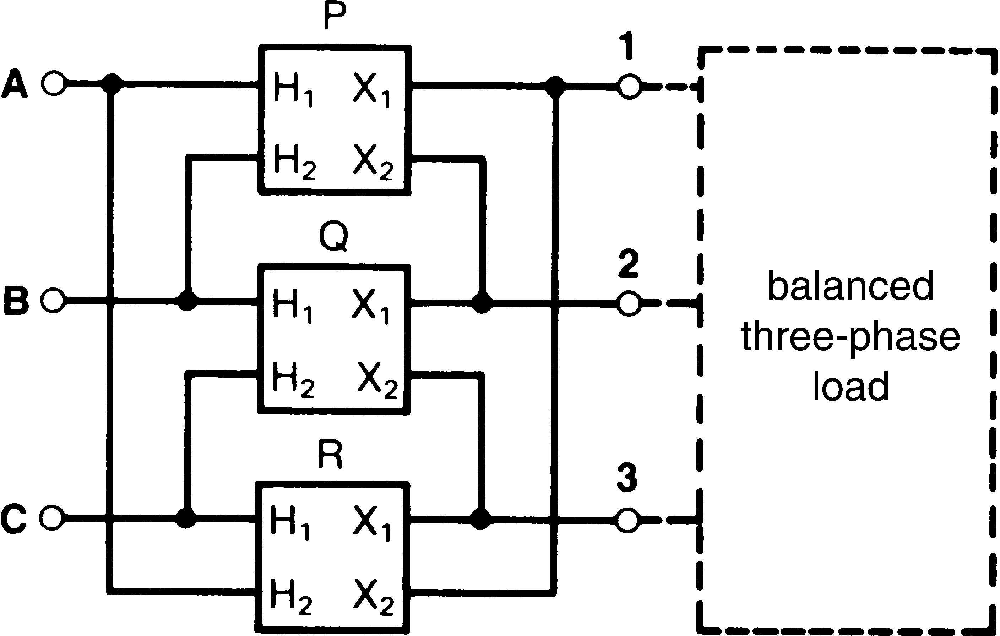 P
1
A
H₁ X₁
H₂ X₂
Q
2
B
H₁ X₁
balanced
three-phase
load
H₂ X₂
R
3
C
H₁ X₁
H₂ X₂